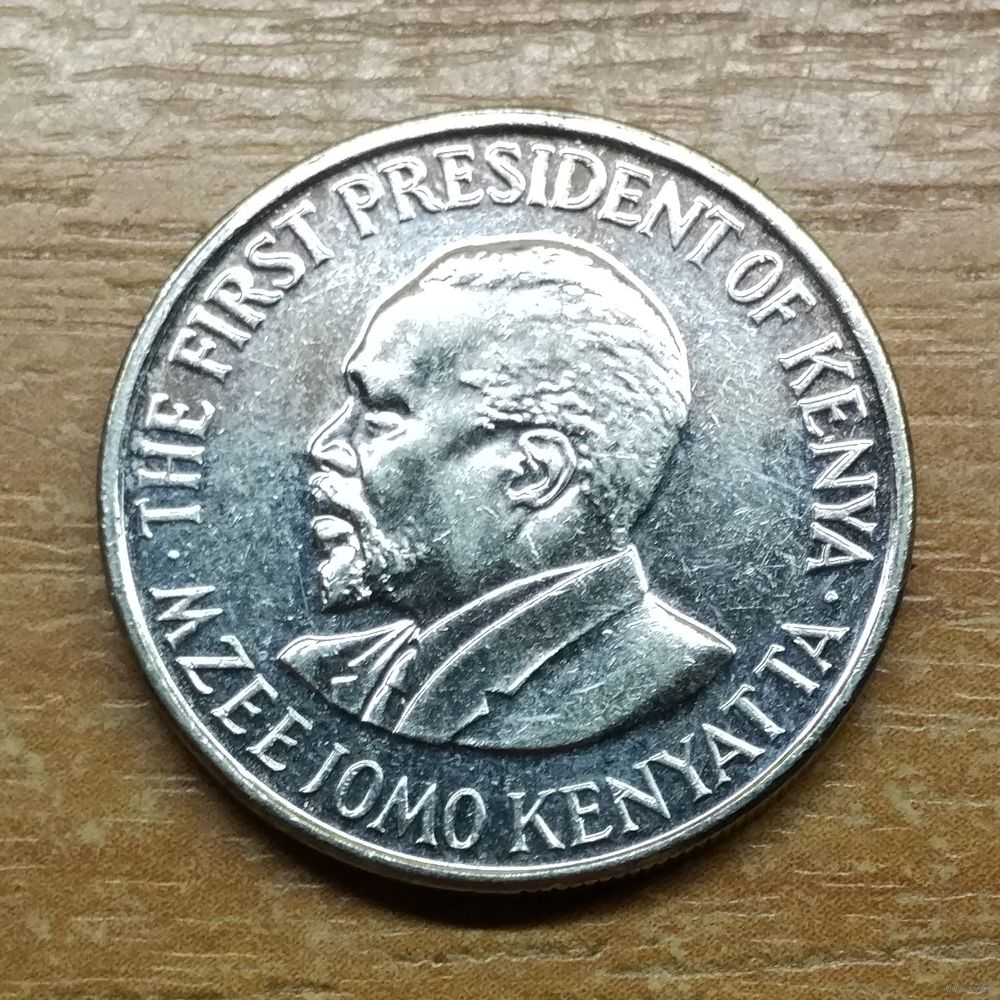 · THE FIRST PRESIDENT OF KENYA ·
MZEE JOMO KENYATTA